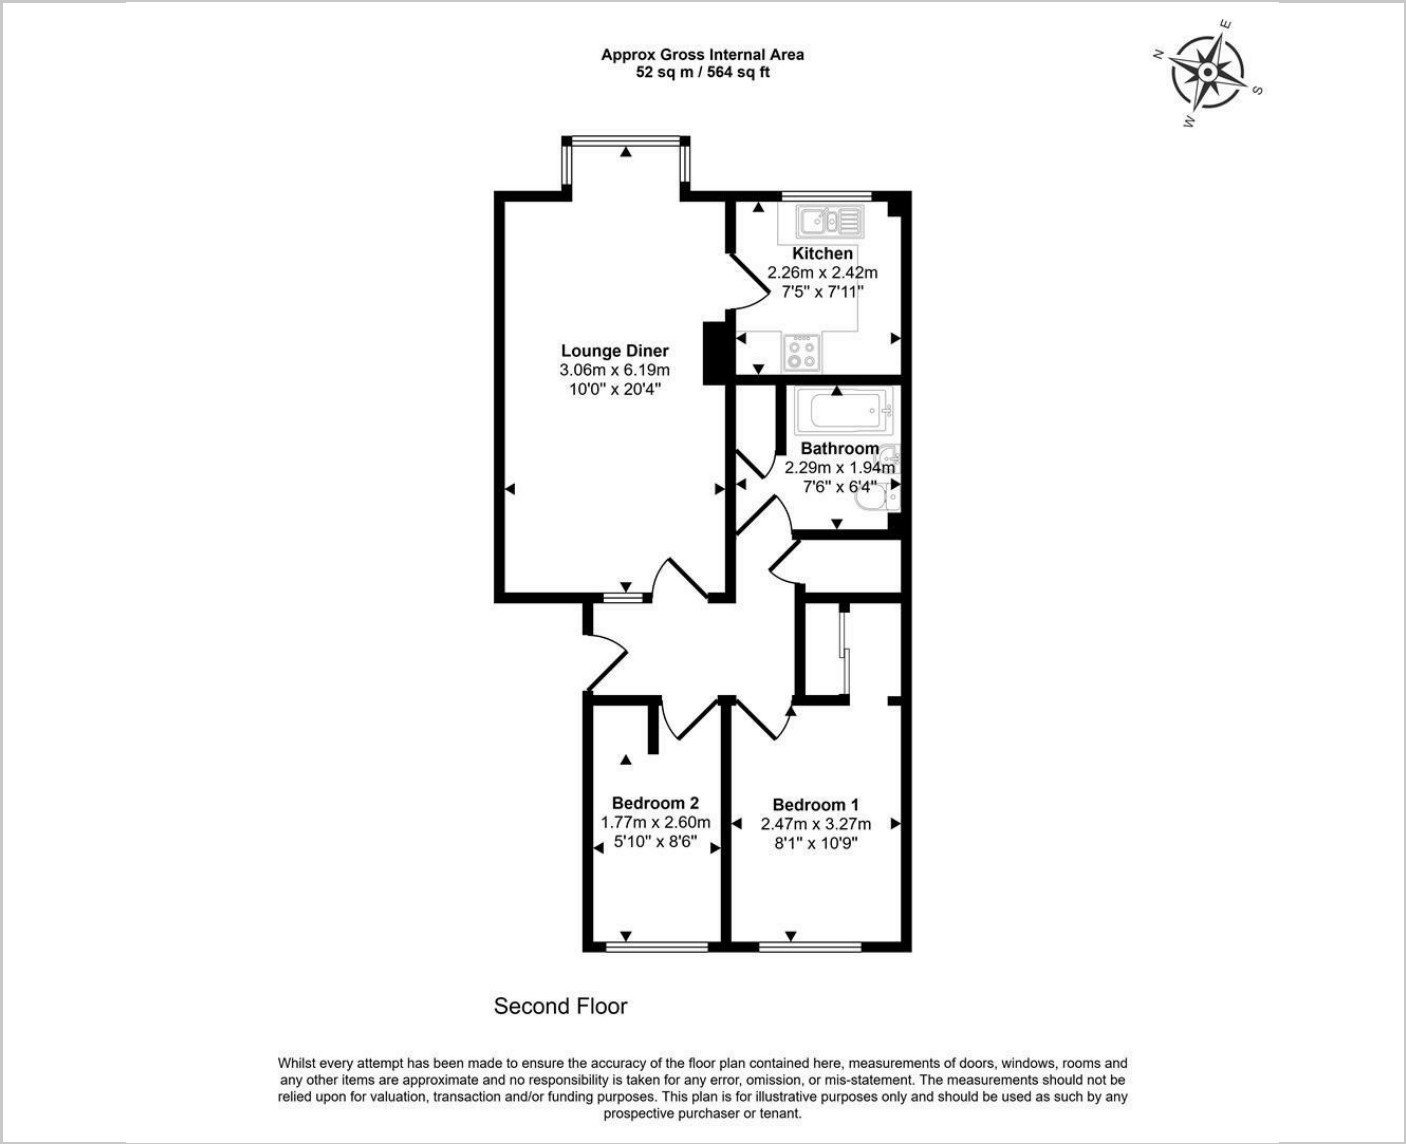 Approx Gross Internal Area
52 sq m / 564 sq ft
E
N
S
W
Kitchen
2.26m x 2.42m
7'5" x 7'11"
Lounge Diner
3.06m x 6.19m
10'0" x 20'4"
Bathroom
2.29m x 1.94m
7'6" x 6'4"
Bedroom 2
1.77m x 2.60m
5'10" x 8'6"
Bedroom 1
2.47m x 3.27m
8'1" x 10'9"
Second Floor
Whilst every attempt has been made to ensure the accuracy of the floor plan contained here, measurements of doors, windows, rooms and
any other items are approximate and no responsibility is taken for any error, omission, or mis-statement. The measurements should not be
relied upon for valuation, transaction and/or funding purposes. This plan is for illustrative purposes only and should be used as such by any
prospective purchaser or tenant.